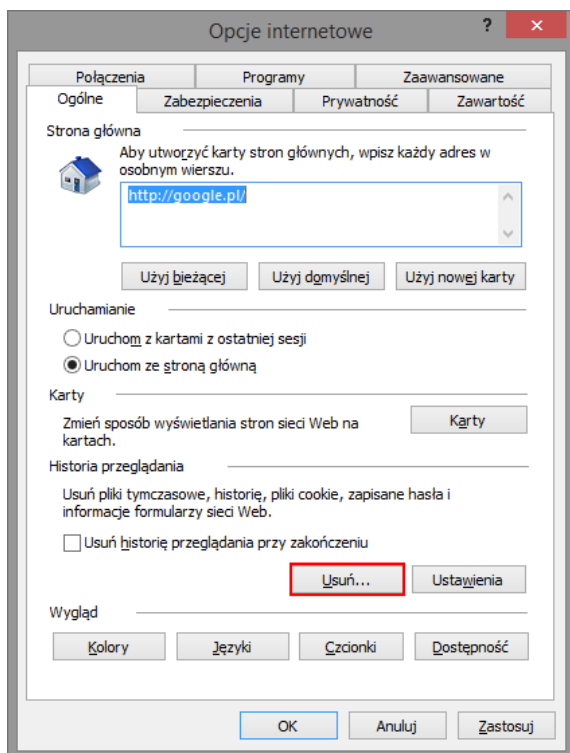 Opcje internetowe
?
×
Połączenia Programy Zaawansowane
Ogólne Zabezpieczenia Prywatność Zawartość
Strona główna
Aby utworzyć karty stron głównych, wpisz każdy adres w
osobnym wierszu.
http://google.pl/
Użyj bieżącej Użyj domyślnej Użyj nowej karty
Uruchamianie
Uruchom z kartami z ostatniej sesji
Uruchom ze stroną główną
Karty
Zmień sposób wyświetlania stron sieci Web na
kartach.
Karty
Historia przeglądania
Usuń pliki tymczasowe, historię, pliki cookie, zapisane hasła i
informacje formularzy sieci Web.
Usuń historię przeglądania przy zakończeniu
Usuń... Ustawienia
Wygląd
Kolory Języki Czcionki Dostępność
OK Anuluj Zastosuj